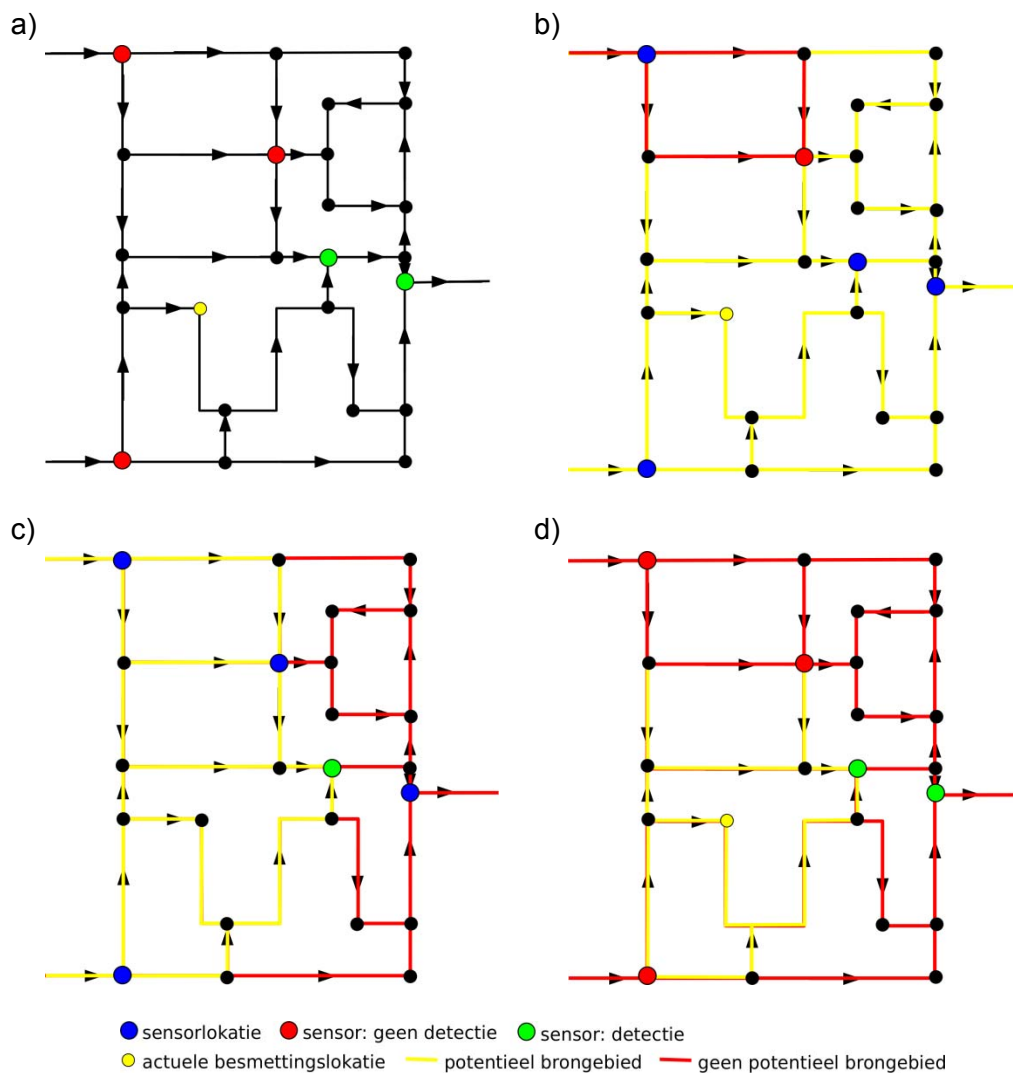 a)
b)
c)
d)
sensorlokatie sensor: geen detectie sensor: detectie
actuele besmettingslokatie potentieel brongebied geen potentieel brongebied